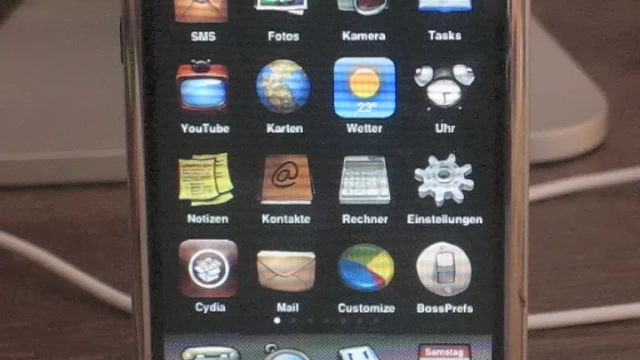 SMS Fotos Kamera Tasks
23°
YouTube Karten Wetter Uhr
Notizen Kontakte Rechner Einstellungen
Cydia Mail Customize BossPrefs
Samstag